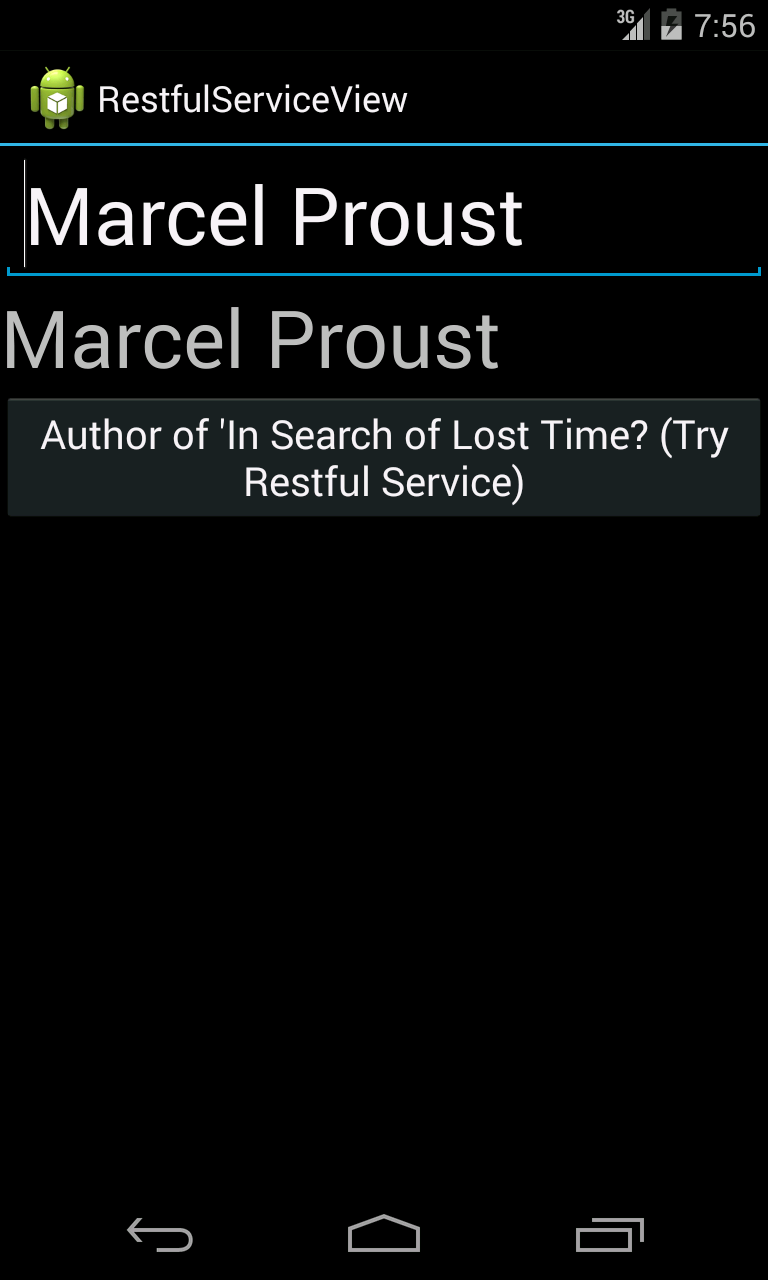 3G 7:56
RestfulServiceView
Marcel Proust
Marcel Proust
Author of 'In Search of Lost Time? (Try
Restful Service)